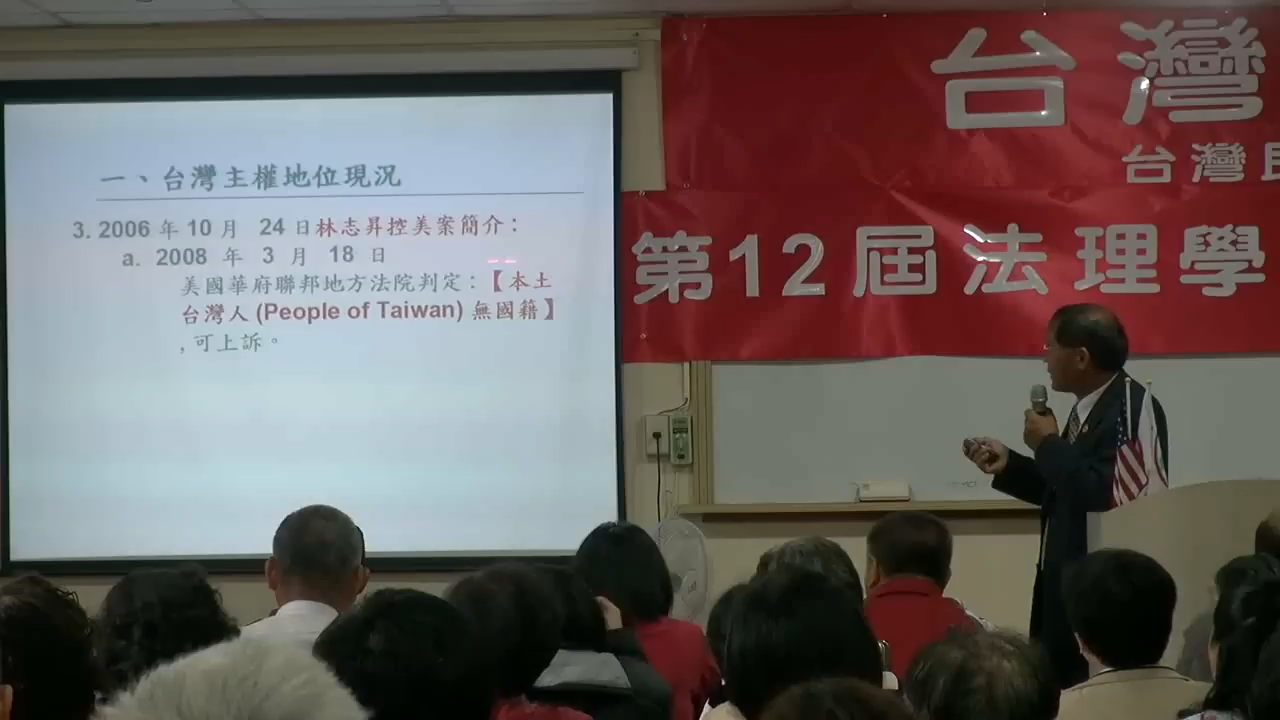 一、台灣主權地位現況
3. 2006 年 10 月 24 日林志昇控美案簡介：
a. 2008 年 3 月 18 日
美國華府聯邦地方法院判定：【本土
台灣人 (People of Taiwan) 無國籍】
, 可上訴。
台灣
台灣民
第12屆法理學